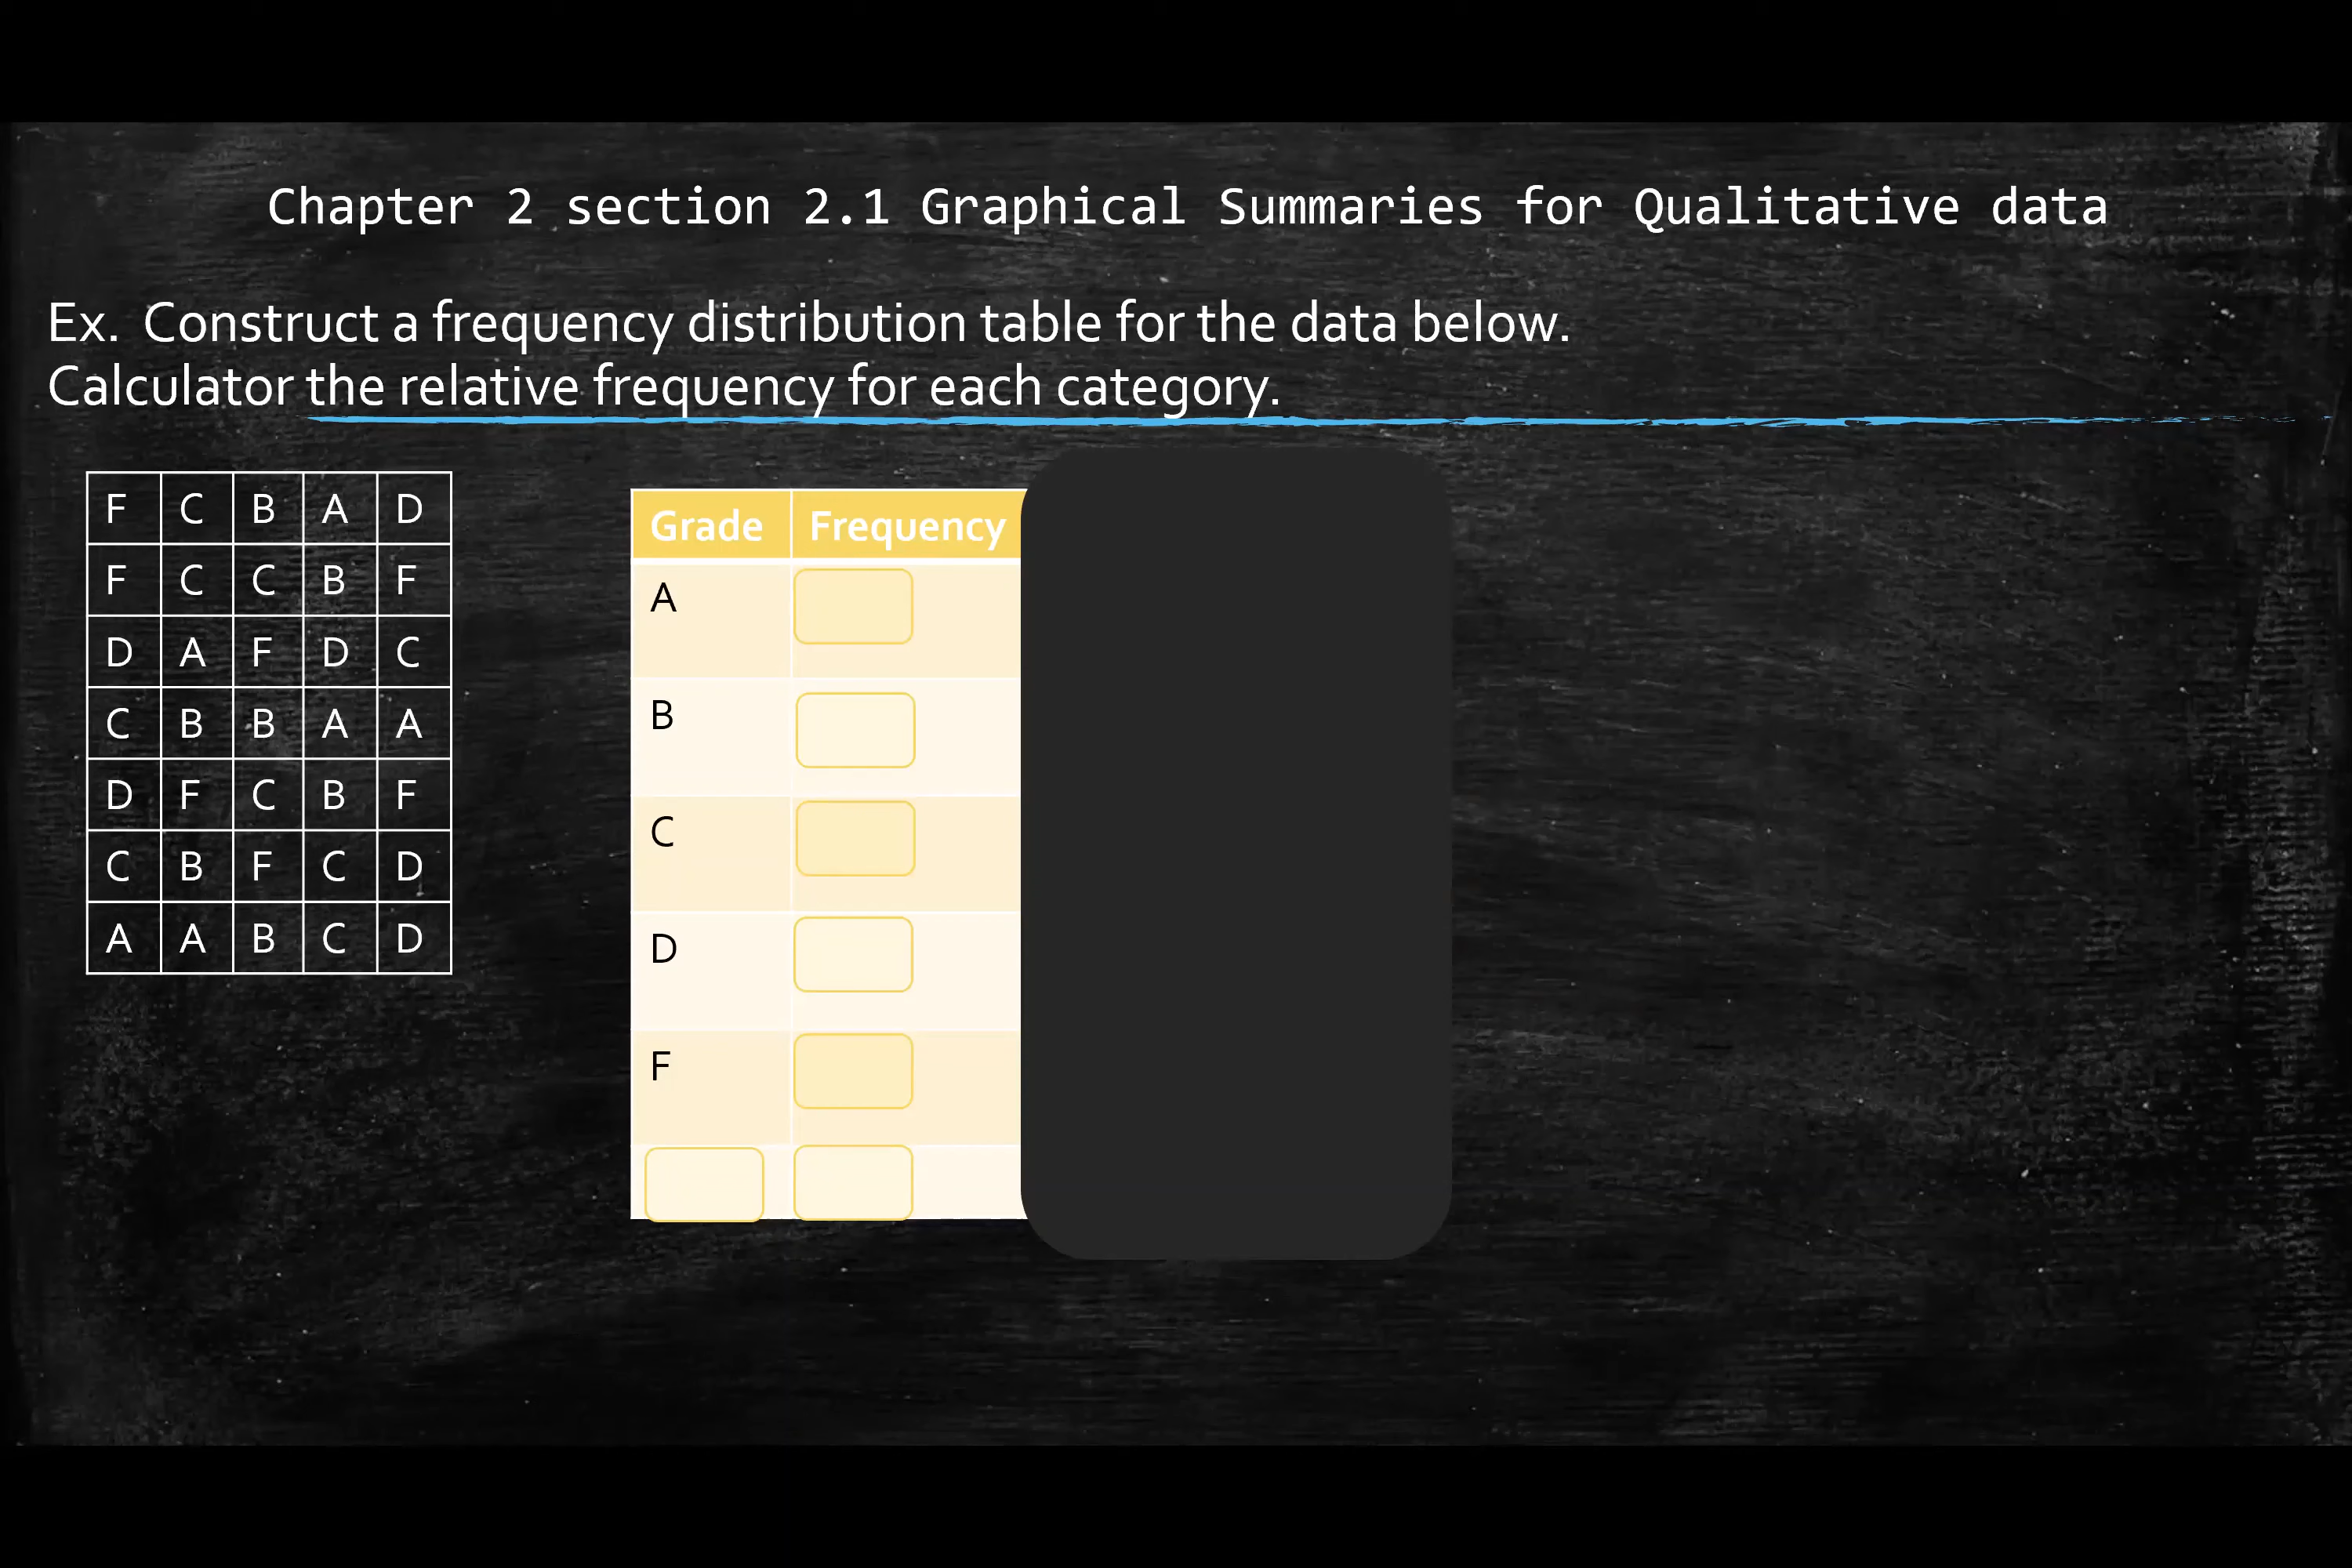 Chapter 2 section 2.1 Graphical Summaries for Qualitative data
Ex. Construct a frequency distribution table for the data below.
Calculator the relative frequency for each category.
F C B A D
F C C B F
D A F D C
C B B A A
D F C B F
C B F C D
A A B C D
Grade Frequency
A
B
C
D
F